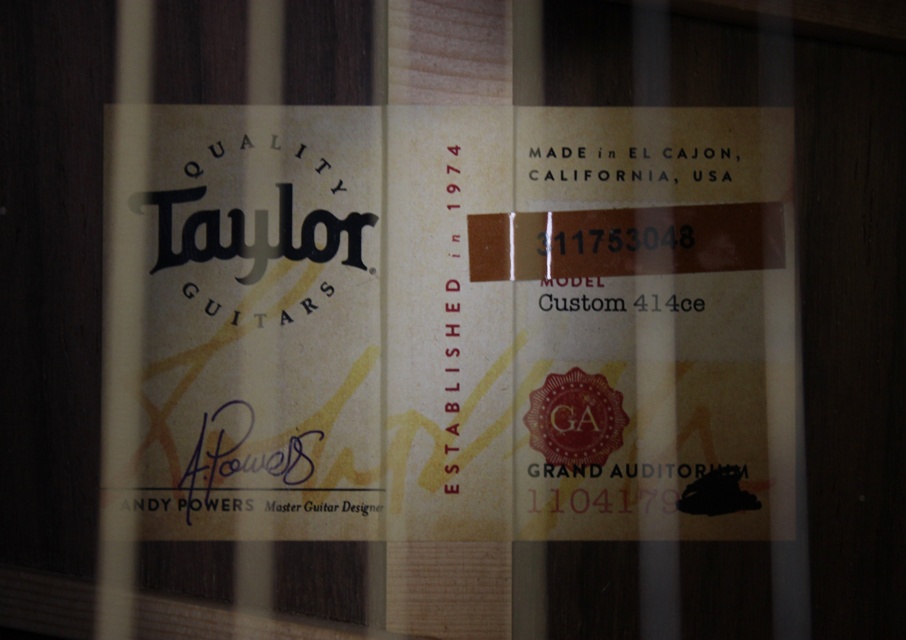 QUALITY
Taylor
GUITARS
A.Powers
ANDY POWERS Master Guitar Designer
ESTABLISHED in 1974
MADE in EL CAJON,
CALIFORNIA, USA
311753048
MODEL
Custom 414ce
GA
GRAND AUDITORIUM
1104179